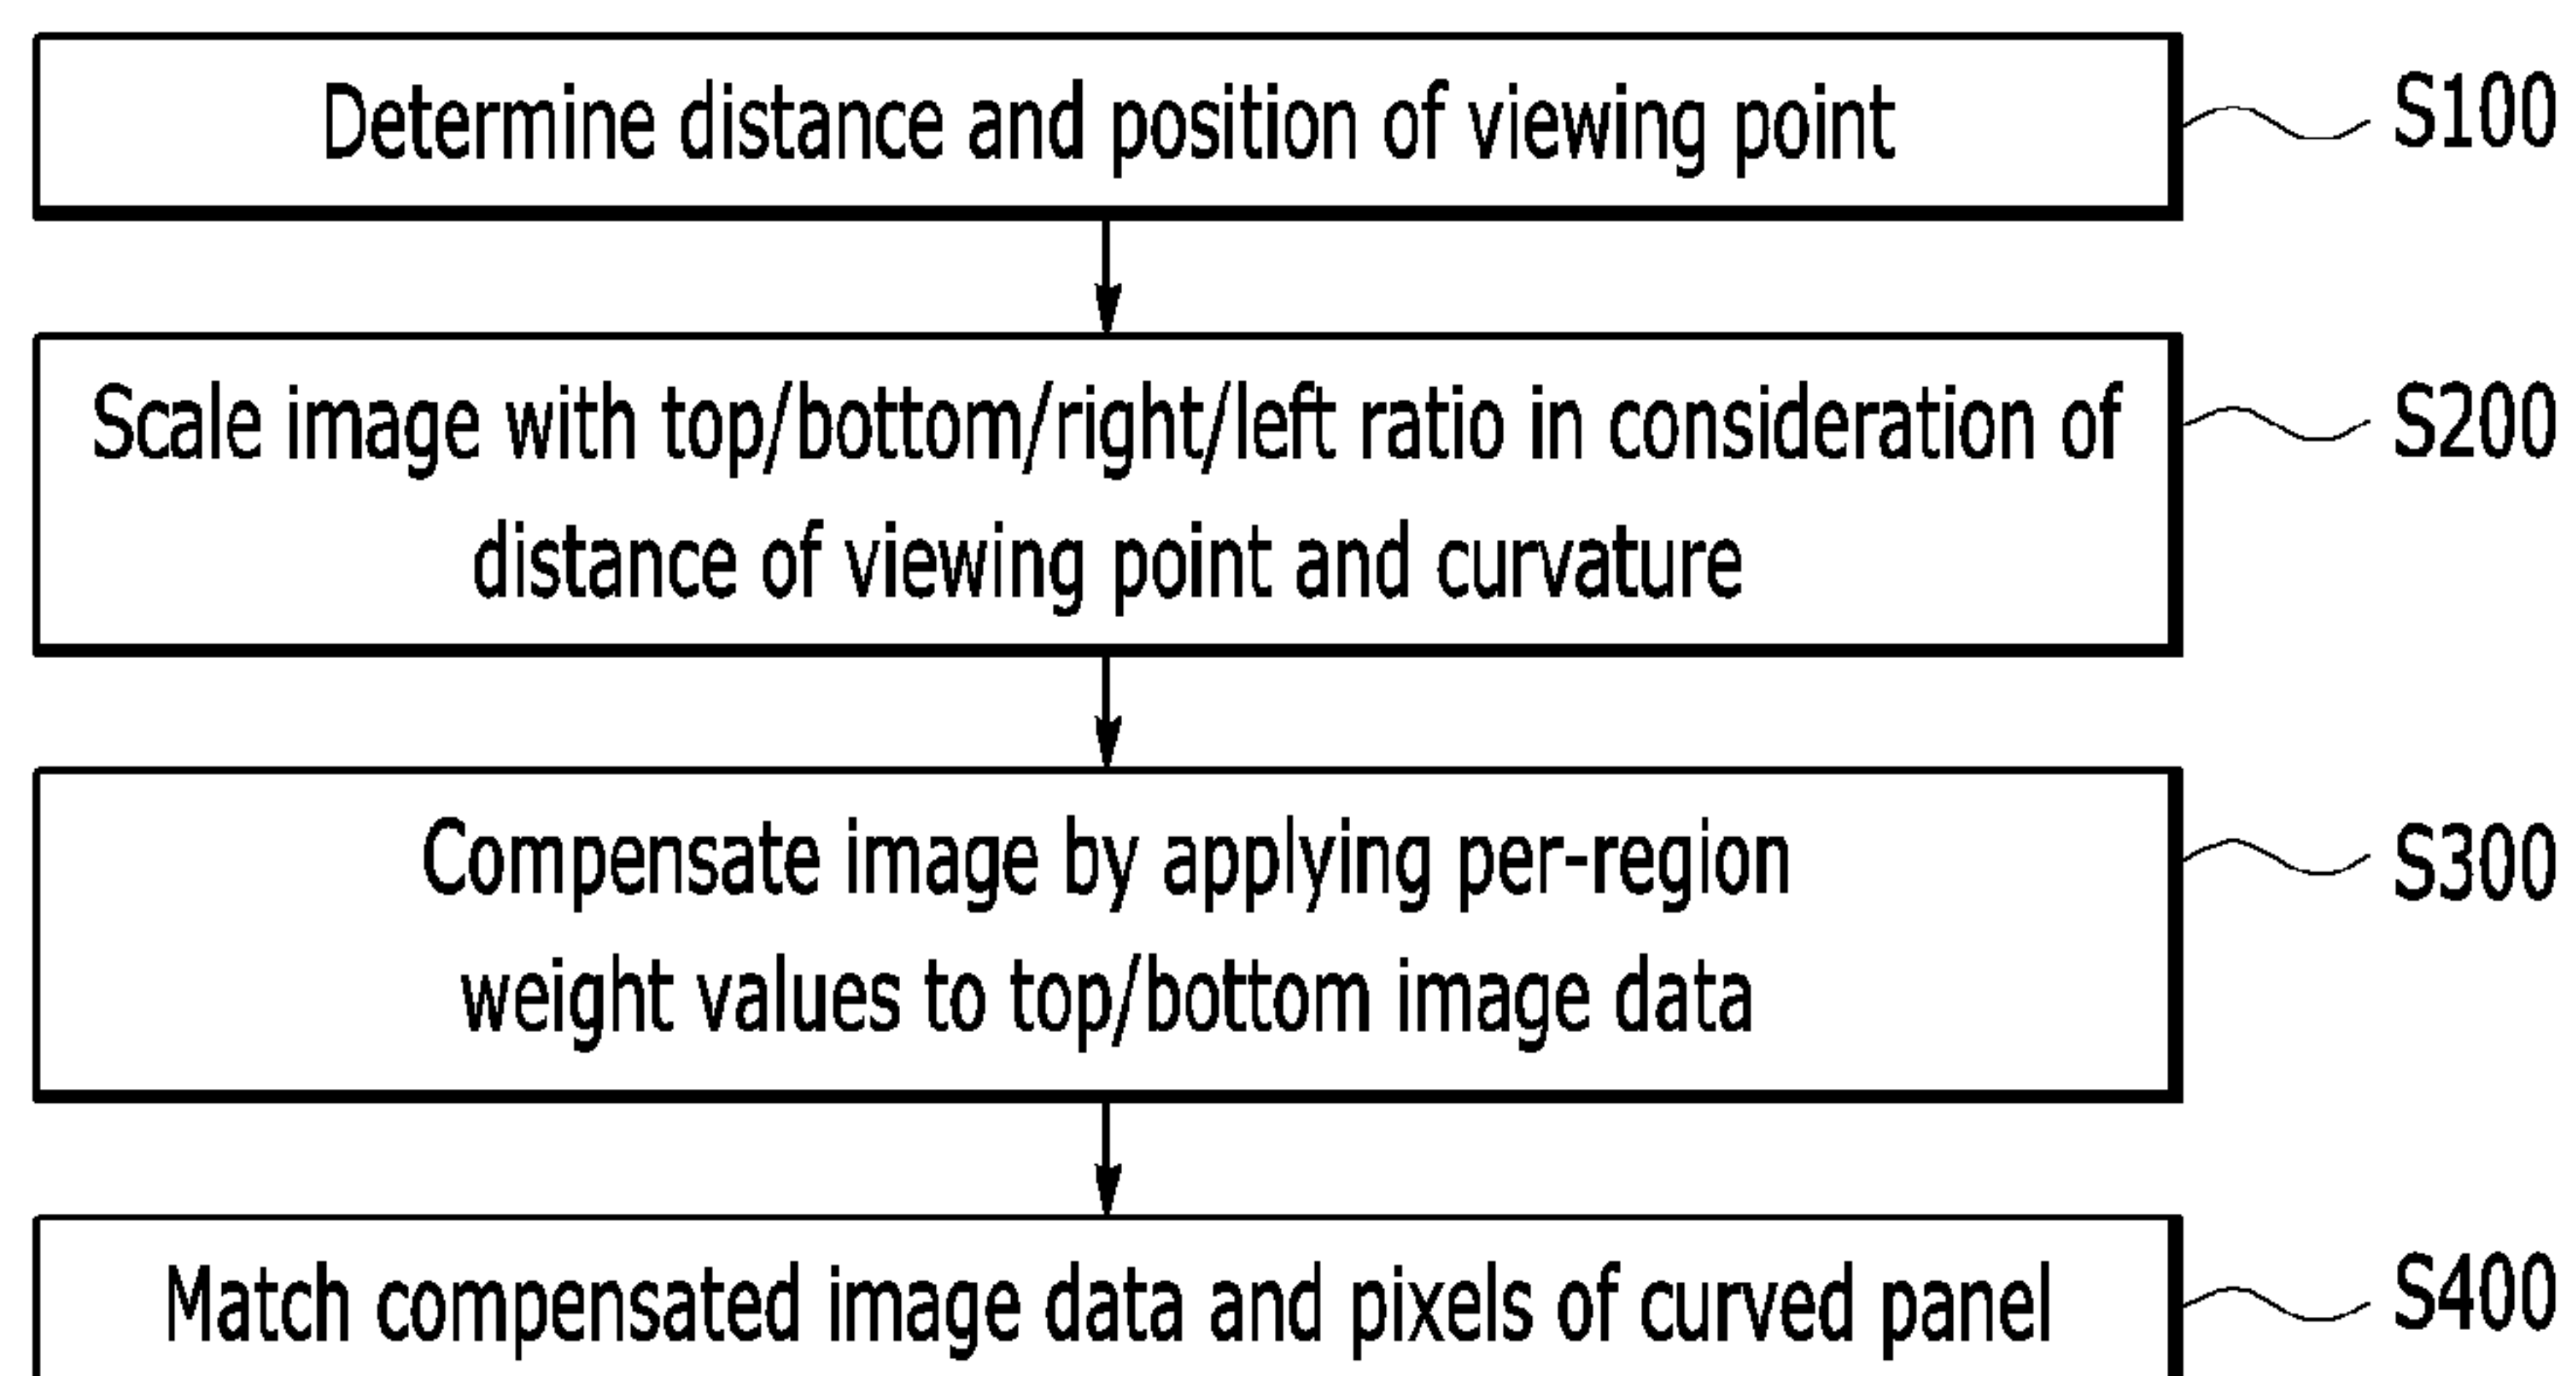 Determine distance and position of viewing point
S100
Scale image with top/bottom/right/left ratio in consideration of
S200
distance of viewing point and curvature
Compensate image by applying per-region
S300
weight values to top/bottom image data
Match compensated image data and pixels of curved panel
S400